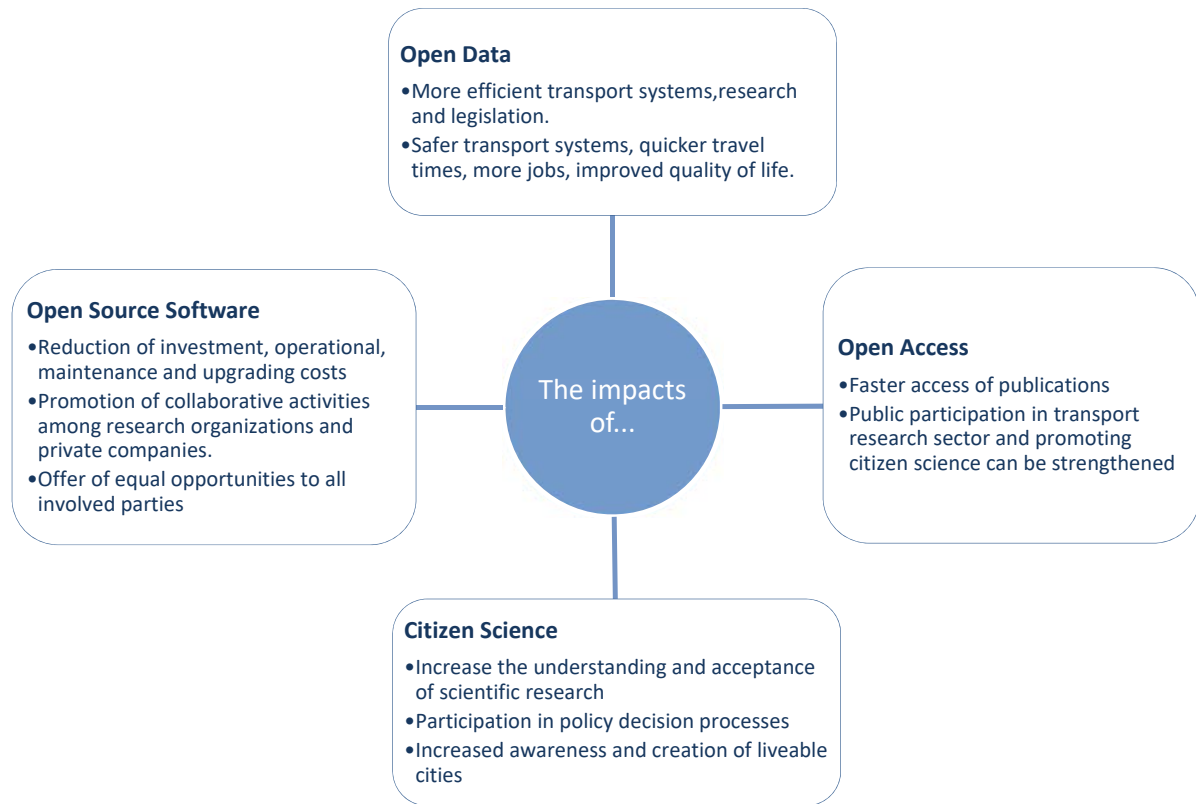 Open Data
•More efficient transport systems,research
and legislation.
•Safer transport systems, quicker travel
times, more jobs, improved quality of life.
Open Source Software
•Reduction of investment, operational,
maintenance and upgrading costs
•Promotion of collaborative activities
among research organizations and
private companies.
•Offer of equal opportunities to all
involved parties
The impacts
of...
Open Access
•Faster access of publications
•Public participation in transport
research sector and promoting
citizen science can be strengthened
Citizen Science
•Increase the understanding and acceptance
of scientific research
•Participation in policy decision processes
•Increased awareness and creation of liveable
cities